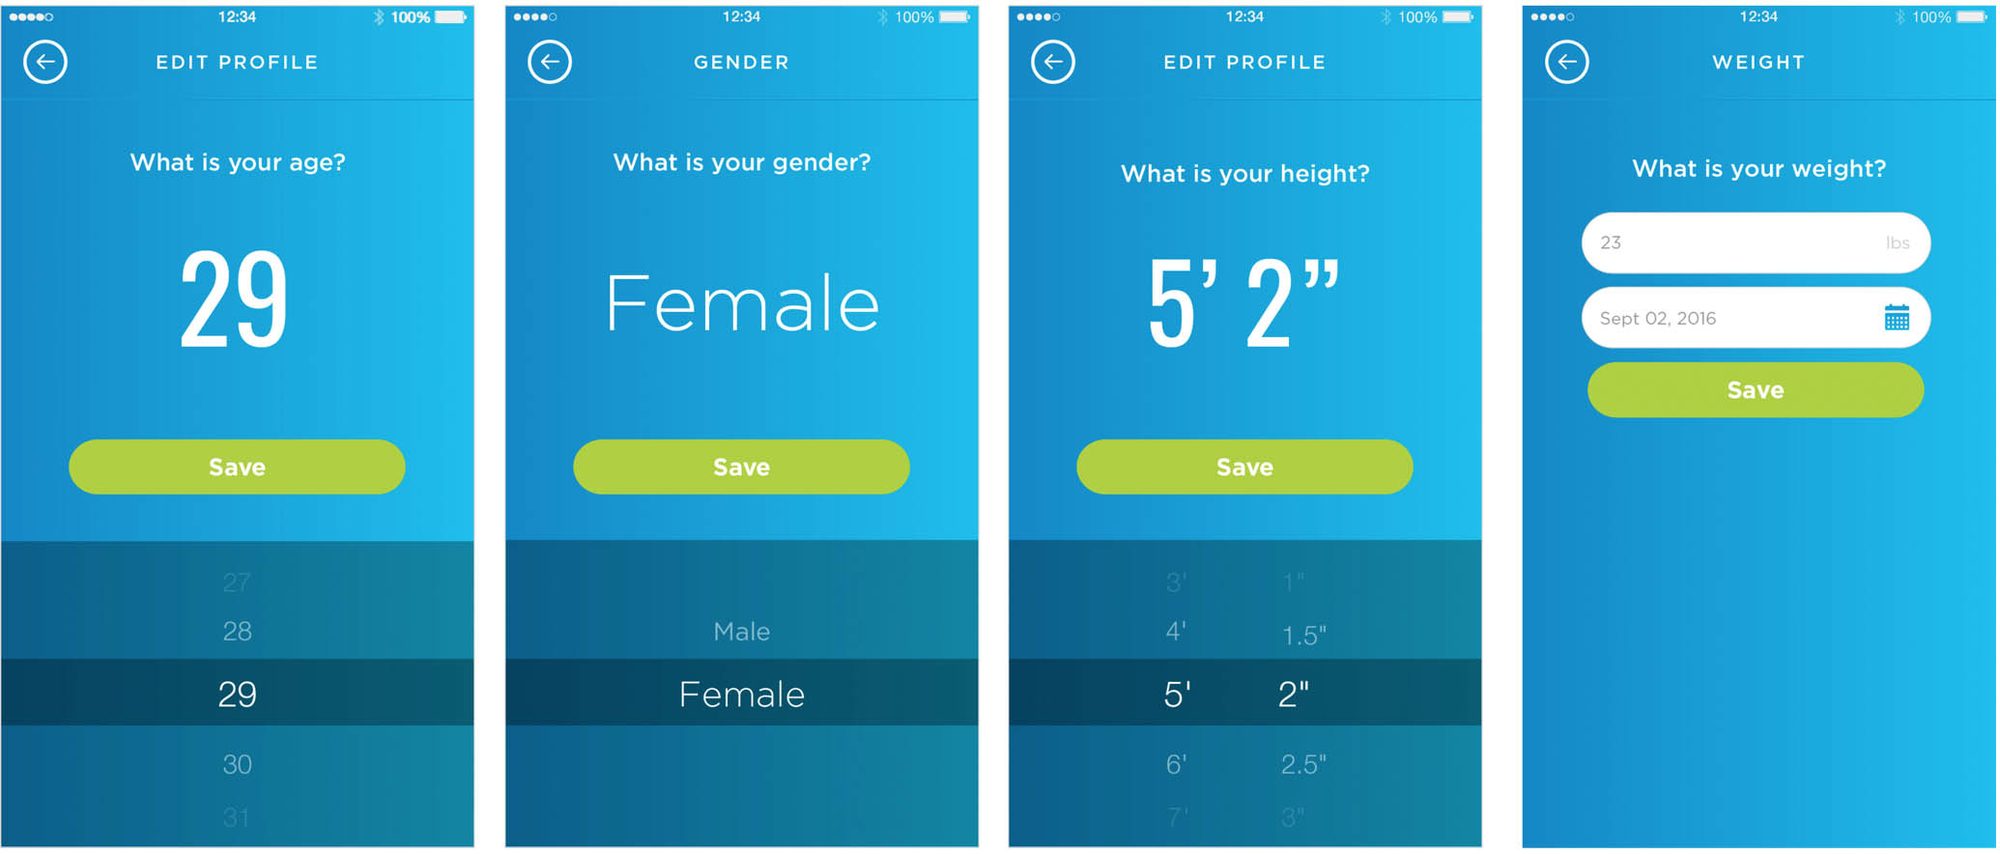 12:34 100%
EDIT PROFILE
What is your age?
29
Save
27
28
29
30
31
12:34 100%
GENDER
What is your gender?
Female
Save
Male
Female
12:34 100%
EDIT PROFILE
What is your height?
5’ 2”
Save
3' 1"
4' 1.5"
5' 2"
6' 2.5"
7' 3"
12:34 100%
WEIGHT
What is your weight?
23 lbs
Sept 02, 2016
Save